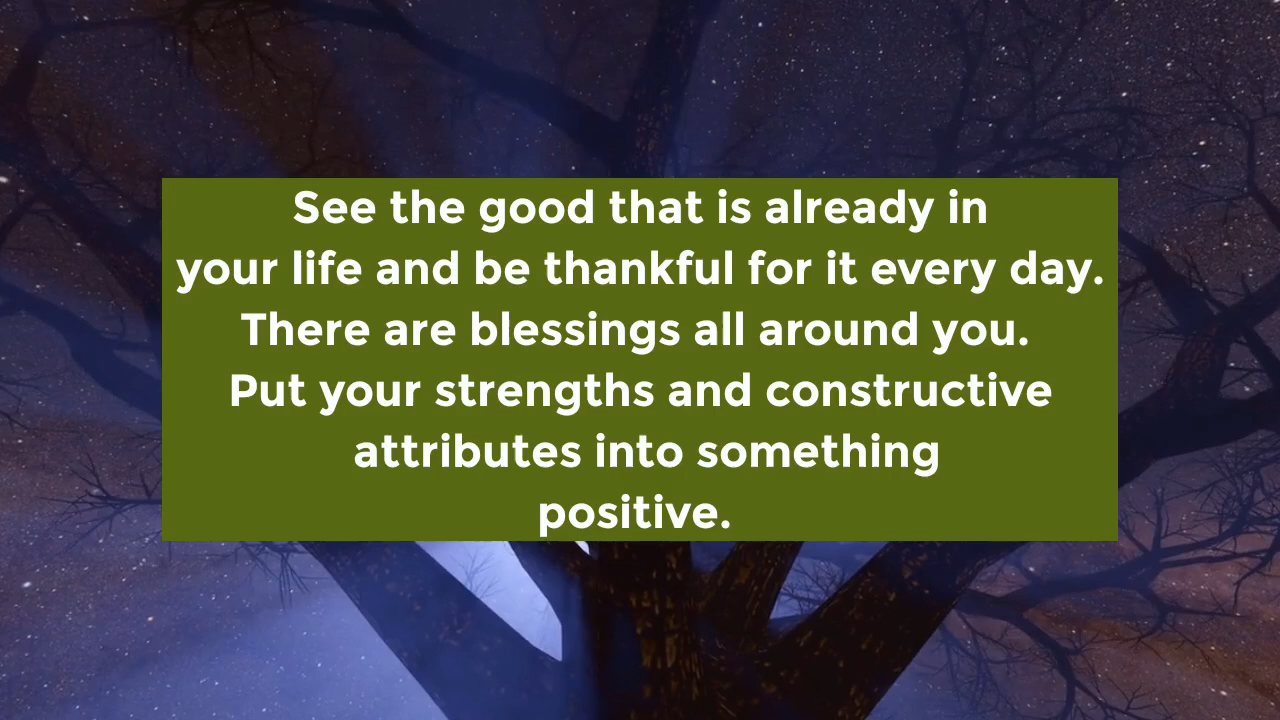 See the good that is already in
your life and be thankful for it every day.
There are blessings all around you.
Put your strengths and constructive
attributes into something
positive.